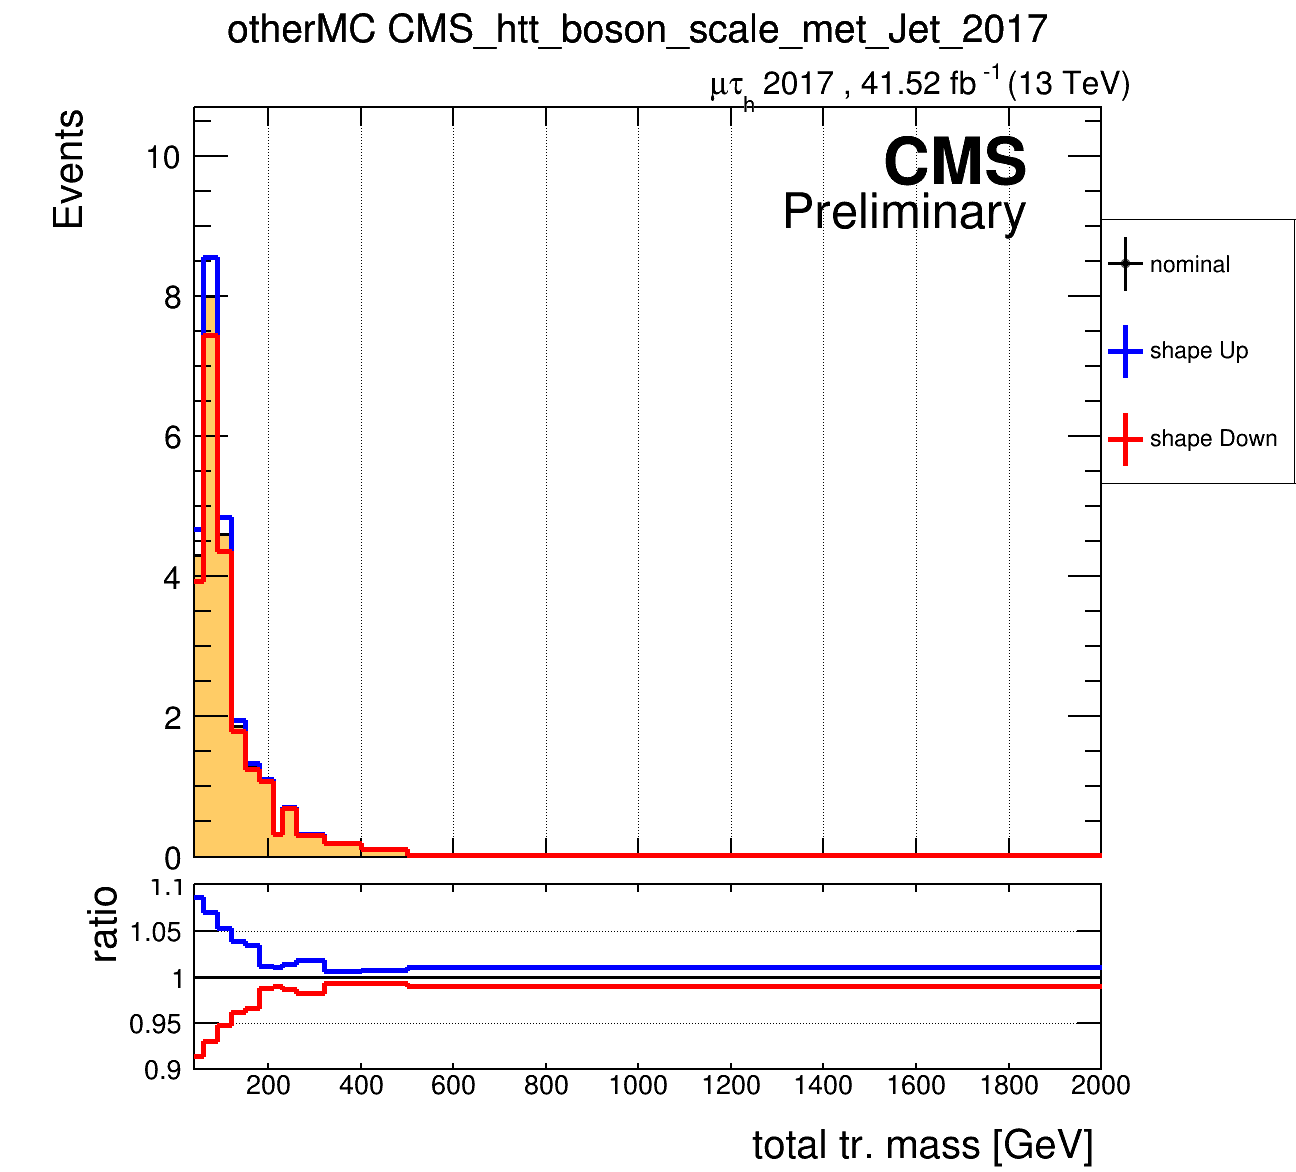 otherMC CMS_htt_boson_scale_met_Jet_2017
μτh 2017 , 41.52 fb-1 (13 TeV)
Events
CMS
Preliminary
10
8
6
4
2
0
nominal
shape Up
shape Down
ratio
1.1
1.05
1
0.95
0.9
200 400 600 800 1000 1200 1400 1600 1800 2000
total tr. mass [GeV]